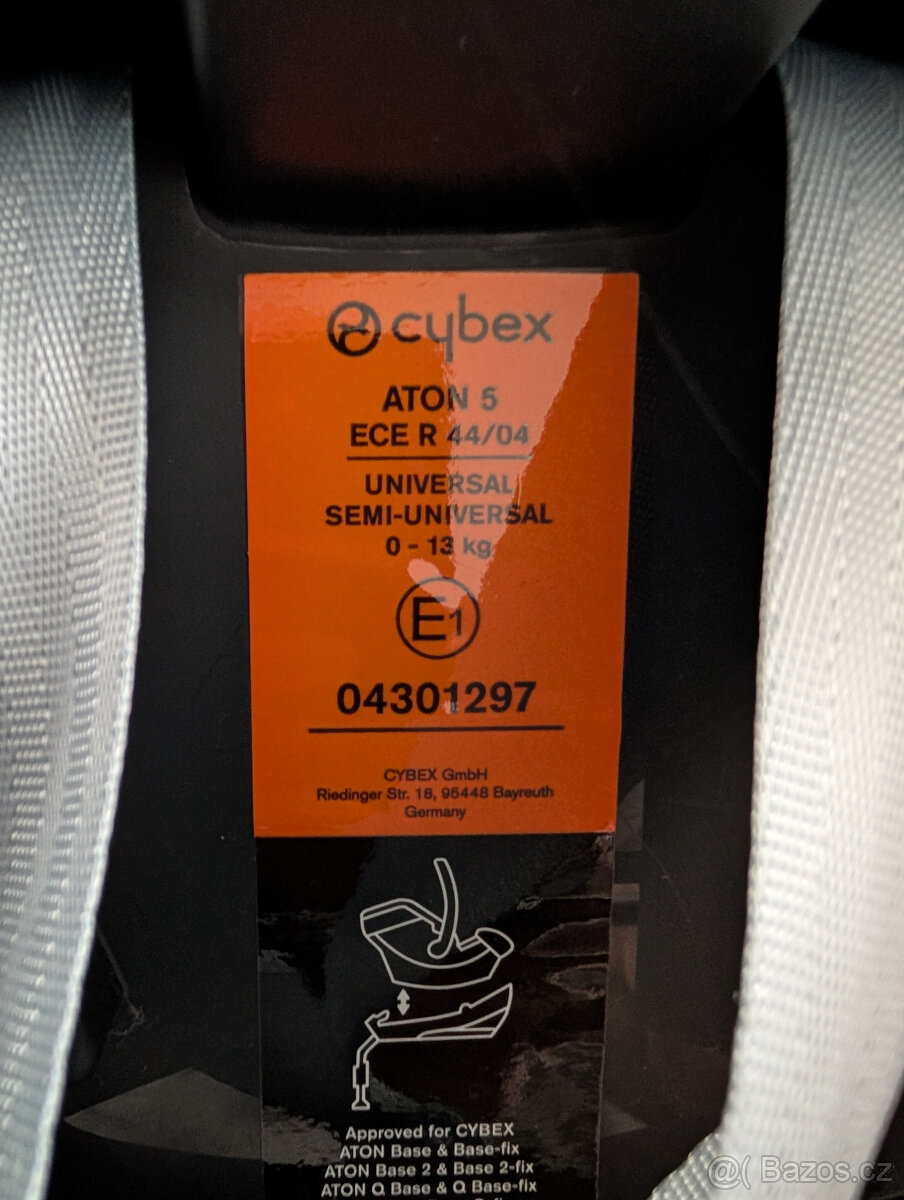 cybex
ATON 5
ECE R 44/04
UNIVERSAL
SEMI-UNIVERSAL
0 - 13 kg
E1
04301297
CYBEX GmbH
Riedinger Str. 18, 95448 Bayreuth
Germany
Approved for CYBEX
ATON Base & Base-fix
ATON Base 2 & Base 2-fix
ATON Q Base & Q Base-fix
@( Bazos.cz